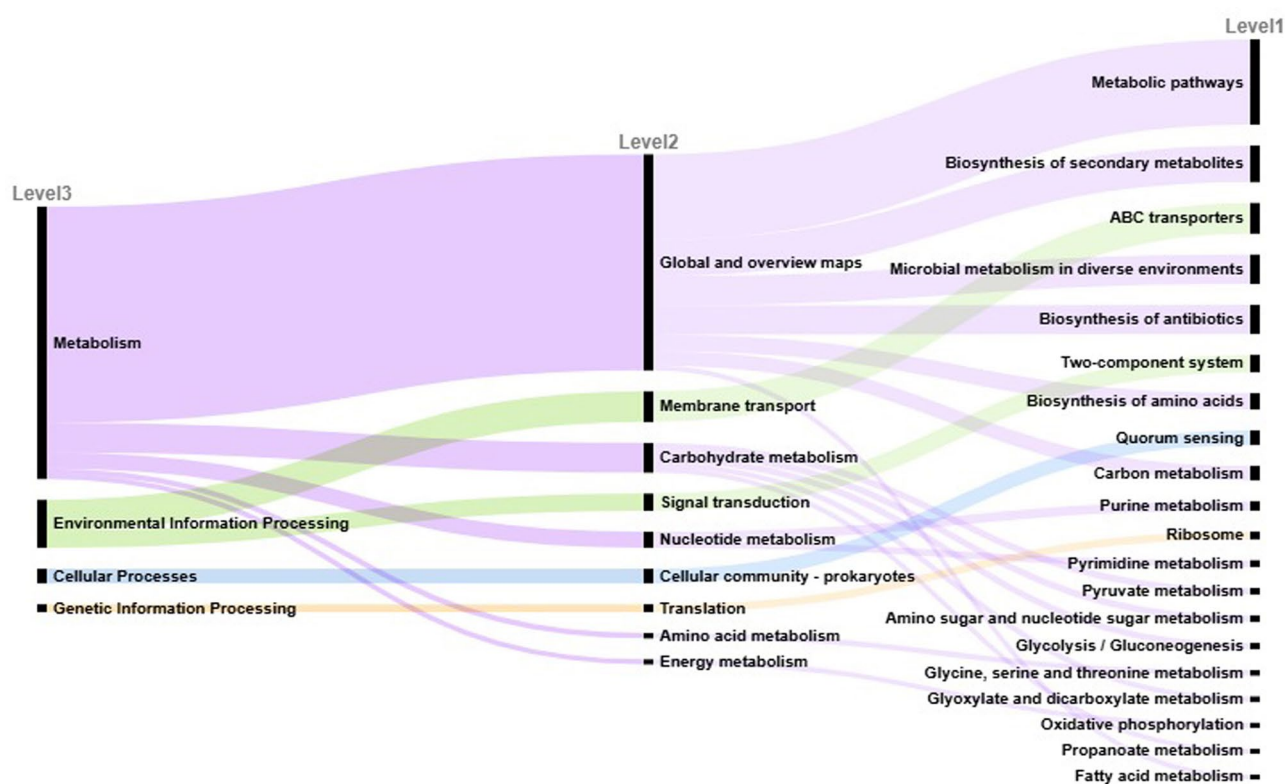 Level3
Metabolism
Environmental Information Processing
Cellular Processes
Genetic Information Processing
Level2
Global and overview maps
Membrane transport
Carbohydrate metabolism
Signal transduction
Nucleotide metabolism
Cellular community - prokaryotes
Translation
Amino acid metabolism
Energy metabolism
Level1
Metabolic pathways
Biosynthesis of secondary metabolites
ABC transporters
Microbial metabolism in diverse environments
Biosynthesis of antibiotics
Two-component system
Biosynthesis of amino acids
Quorum sensing
Carbon metabolism
Purine metabolism
Ribosome
Pyrimidine metabolism
Pyruvate metabolism
Amino sugar and nucleotide sugar metabolism
Glycolysis / Gluconeogenesis
Glycine, serine and threonine metabolism
Glyoxylate and dicarboxylate metabolism
Oxidative phosphorylation
Propanoate metabolism
Fatty acid metabolism